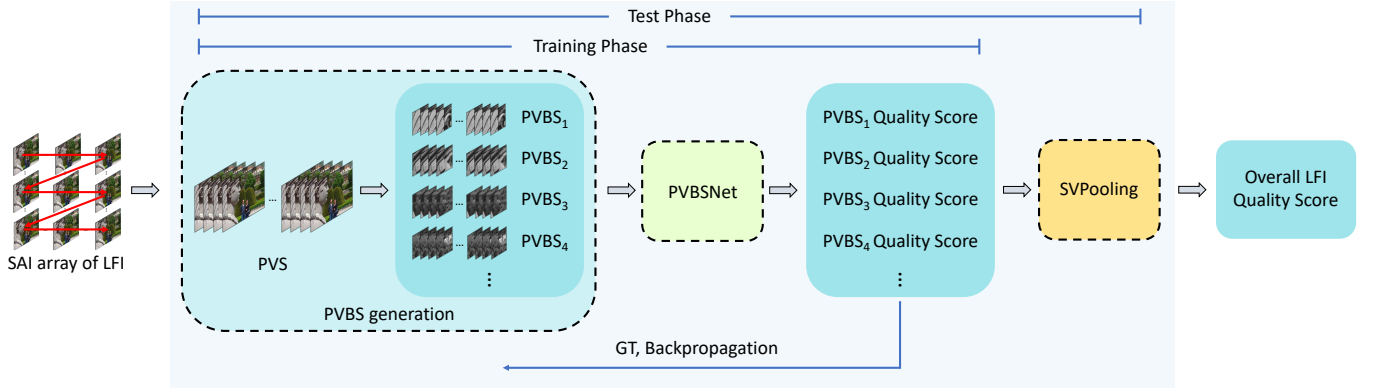 Test Phase
Training Phase
SAI array of LFI
...
PVS
...
PVBS₁
...
PVBS₂
...
PVBS₃
...
PVBS₄
⋮
PVBS generation
PVBSNet
PVBS₁ Quality Score
PVBS₂ Quality Score
PVBS₃ Quality Score
PVBS₄ Quality Score
⋮
SVPooling
Overall LFI
Quality Score
GT, Backpropagation